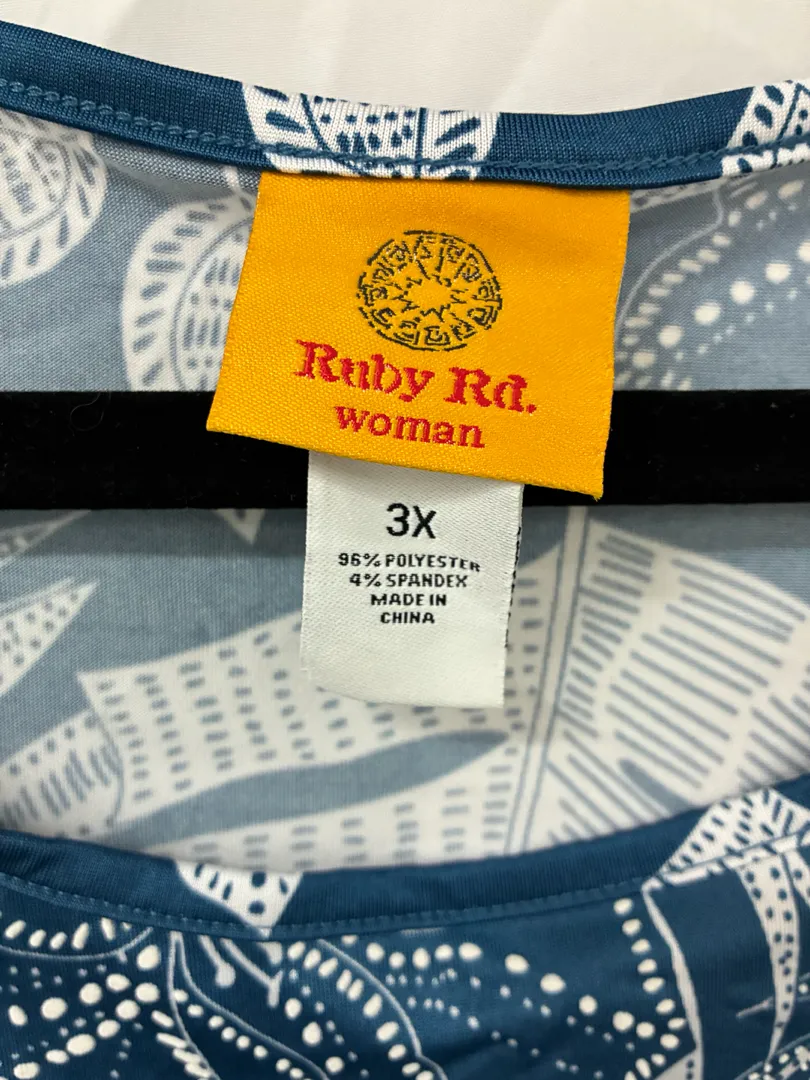 Ruby Rd.
woman
3X
96% POLYESTER
4% SPANDEX
MADE IN
CHINA